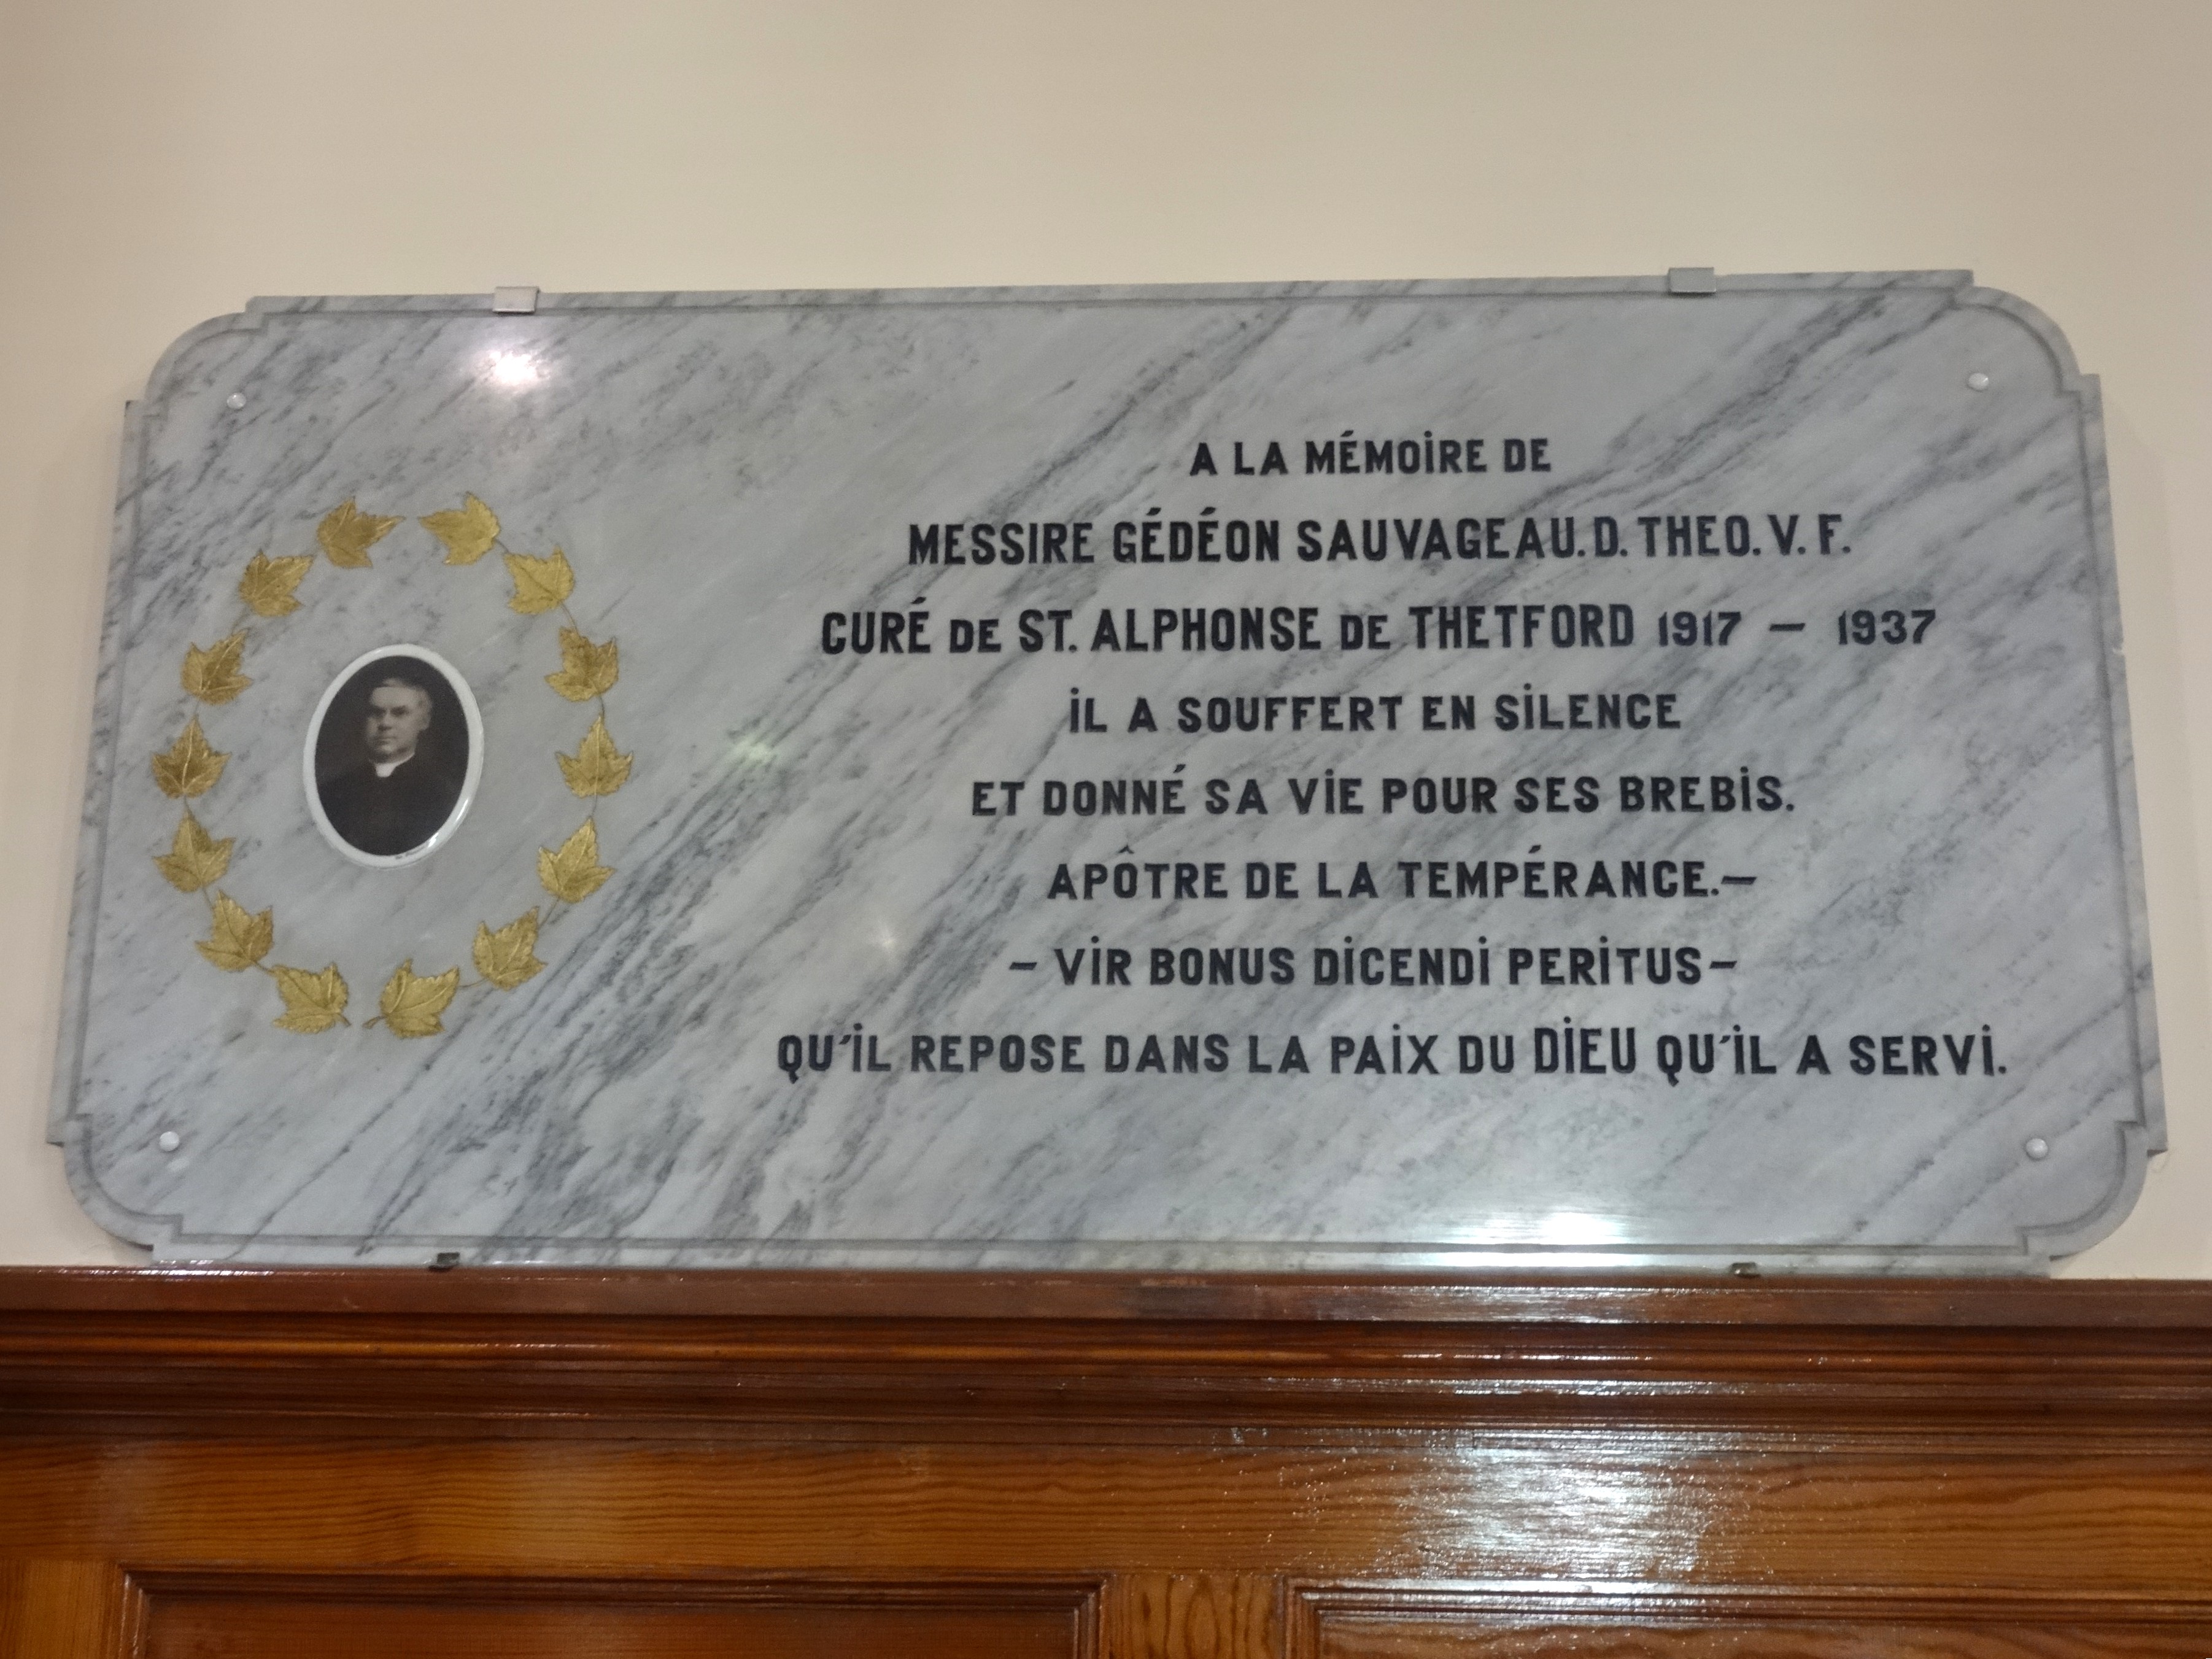 A LA MÉMOIRE DE
MESSIRE GÉDÉON SAUVAGEAU. D. THEO. V. F.
CURÉ DE ST. ALPHONSE DE THETFORD 1917 – 1937
IL A SOUFFERT EN SILENCE
ET DONNÉ SA VIE POUR SES BREBIS.
APÔTRE DE LA TEMPÉRANCE.–
– VIR BONUS DICENDI PERITUS –
QU'IL REPOSE DANS LA PAIX DU DIEU QU'IL A SERVI.